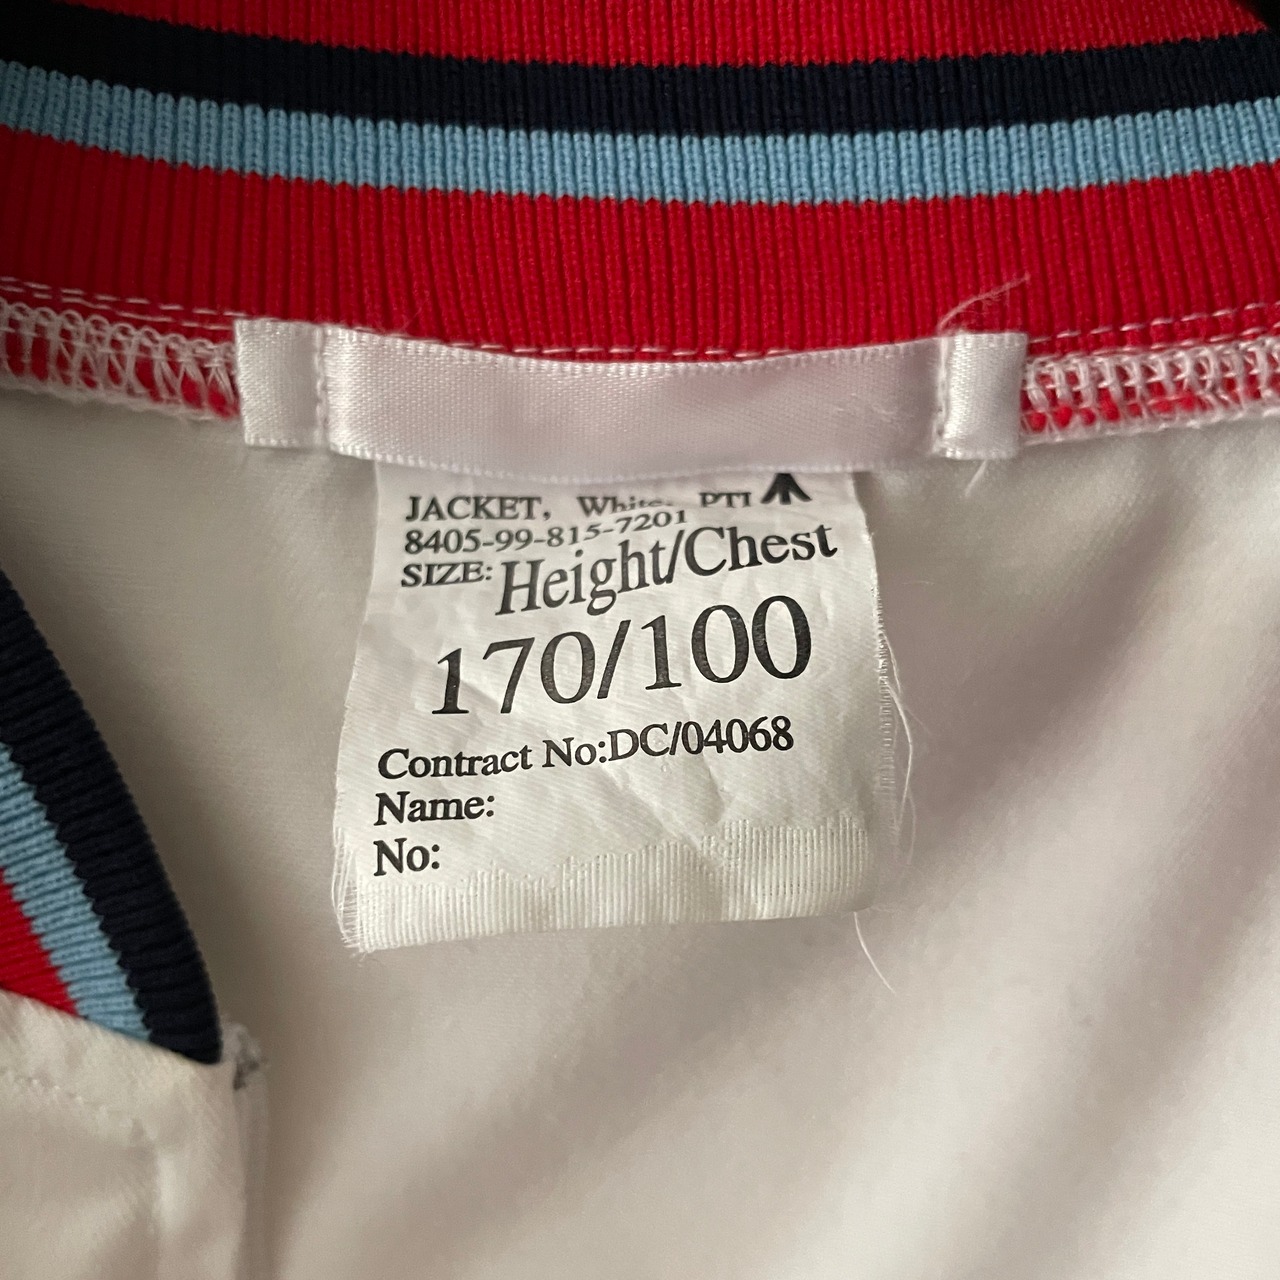 JACKET, White, PTI
8405-99-815-7201
SIZE: Height/Chest
170/100
Contract No:DC/04068
Name:
No: